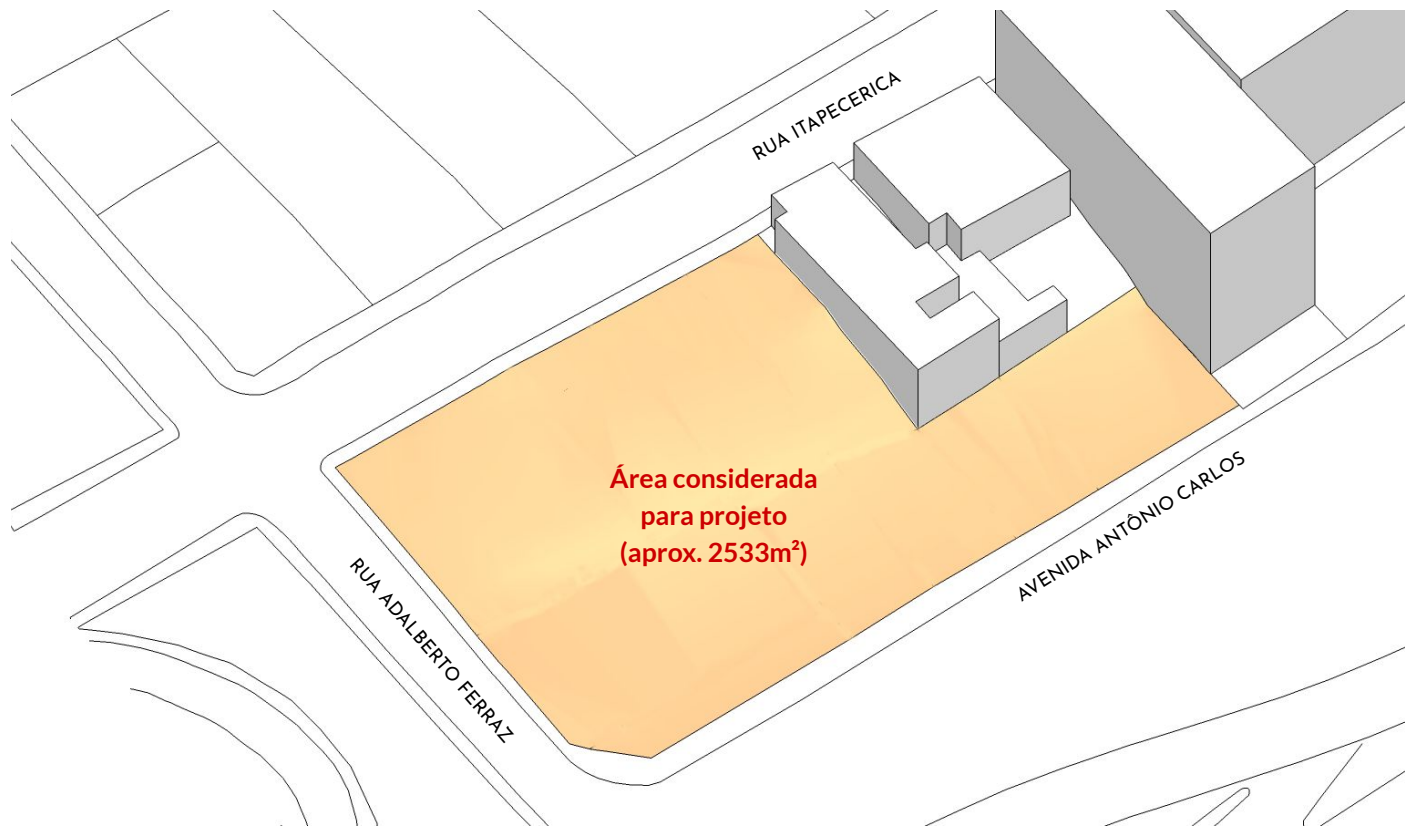 RUA ITAPECERICA
Área considerada
para projeto
(aprox. 2533m²)
AVENIDA ANTÔNIO CARLOS
RUA ADALBERTO FERRAZ